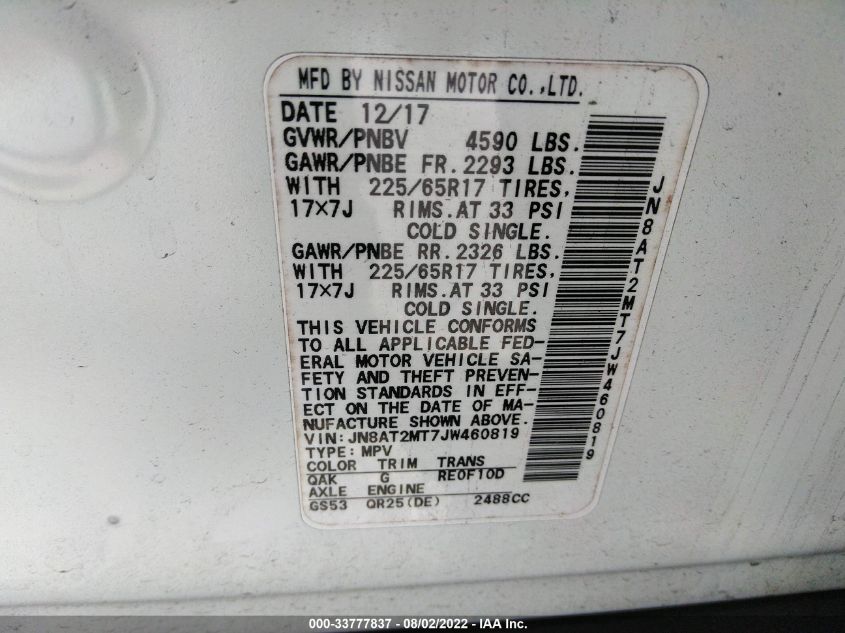 MFD BY NISSAN MOTOR CO.,LTD.
DATE 12/17
GVWR/PNBV 4590 LBS.
GAWR/PNBE FR. 2293 LBS.
WITH 225/65R17 TIRES,
17×7J RIMS. AT 33 PSI
COLD SINGLE.
GAWR/PNBE RR. 2326 LBS.
WITH 225/65R17 TIRES,
17×7J RIMS. AT 33 PSI
COLD SINGLE.
THIS VEHICLE CONFORMS
TO ALL APPLICABLE FED-
ERAL MOTOR VEHICLE SA-
FETY AND THEFT PREVEN-
TION STANDARDS IN EFF-
ECT ON THE DATE OF MA-
NUFACTURE SHOWN ABOVE.
VIN:JN8AT2MT7JW460819
TYPE: MPV
COLOR TRIM TRANS
QAK G RE0F10D
AXLE ENGINE
GS53 QR25(DE) 2488CC
JN8AT2MT7JW460819
000-33777837 - 08/02/2022 - IAA Inc.